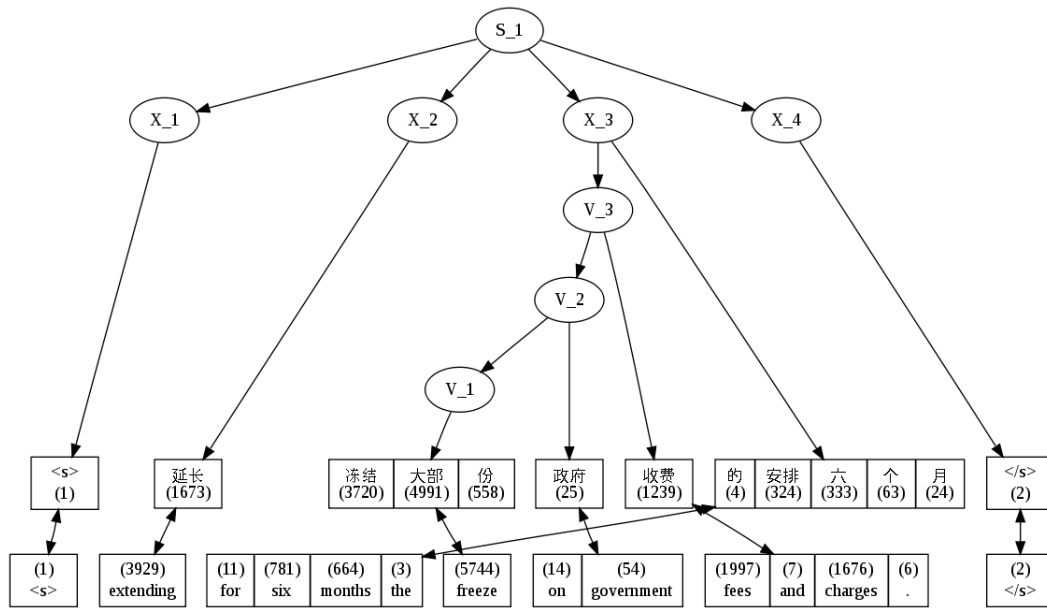 S_1
X_1 X_2 X_3 X_4
V_3
V_2
V_1
<s> 延长 冻结 大部 份 政府 收费 的 安排 六 个 月 </s>
(1) (1673) (3720) (4991) (558) (25) (1239) (4) (324) (333) (63) (24) (2)
(1) (3929) (11) (781) (664) (3) (5744) (14) (54) (1997) (7) (1676) (6) (2)
<s> extending for six months the freeze on government fees and charges . </s>